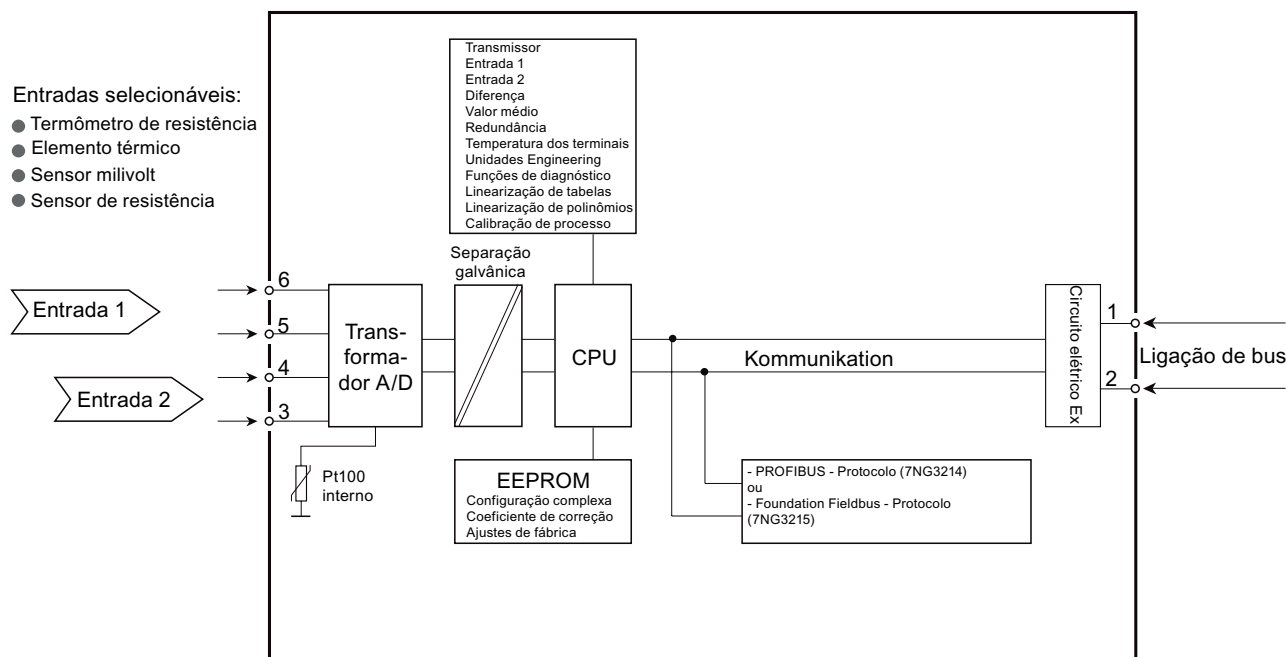 Entradas selecionáveis:
Termômetro de resistência
Elemento térmico
Sensor milivolt
Sensor de resistência
Transmissor
Entrada 1
Entrada 2
Diferença
Valor médio
Redundância
Temperatura dos terminais
Unidades Engineering
Funções de diagnóstico
Linearização de tabelas
Linearização de polinômios
Calibração de processo
Separação
galvânica
Entrada 1
Entrada 2
6
5
4
3
Trans-
forma-
dor A/D
Pt100
interno
CPU
Kommunikation
Circuito elétrico Ex
1
2
Ligação de bus
EEPROM
Configuração complexa
Coeficiente de correção
Ajustes de fábrica
- PROFIBUS - Protocolo (7NG3214)
ou
- Foundation Fieldbus - Protocolo
(7NG3215)